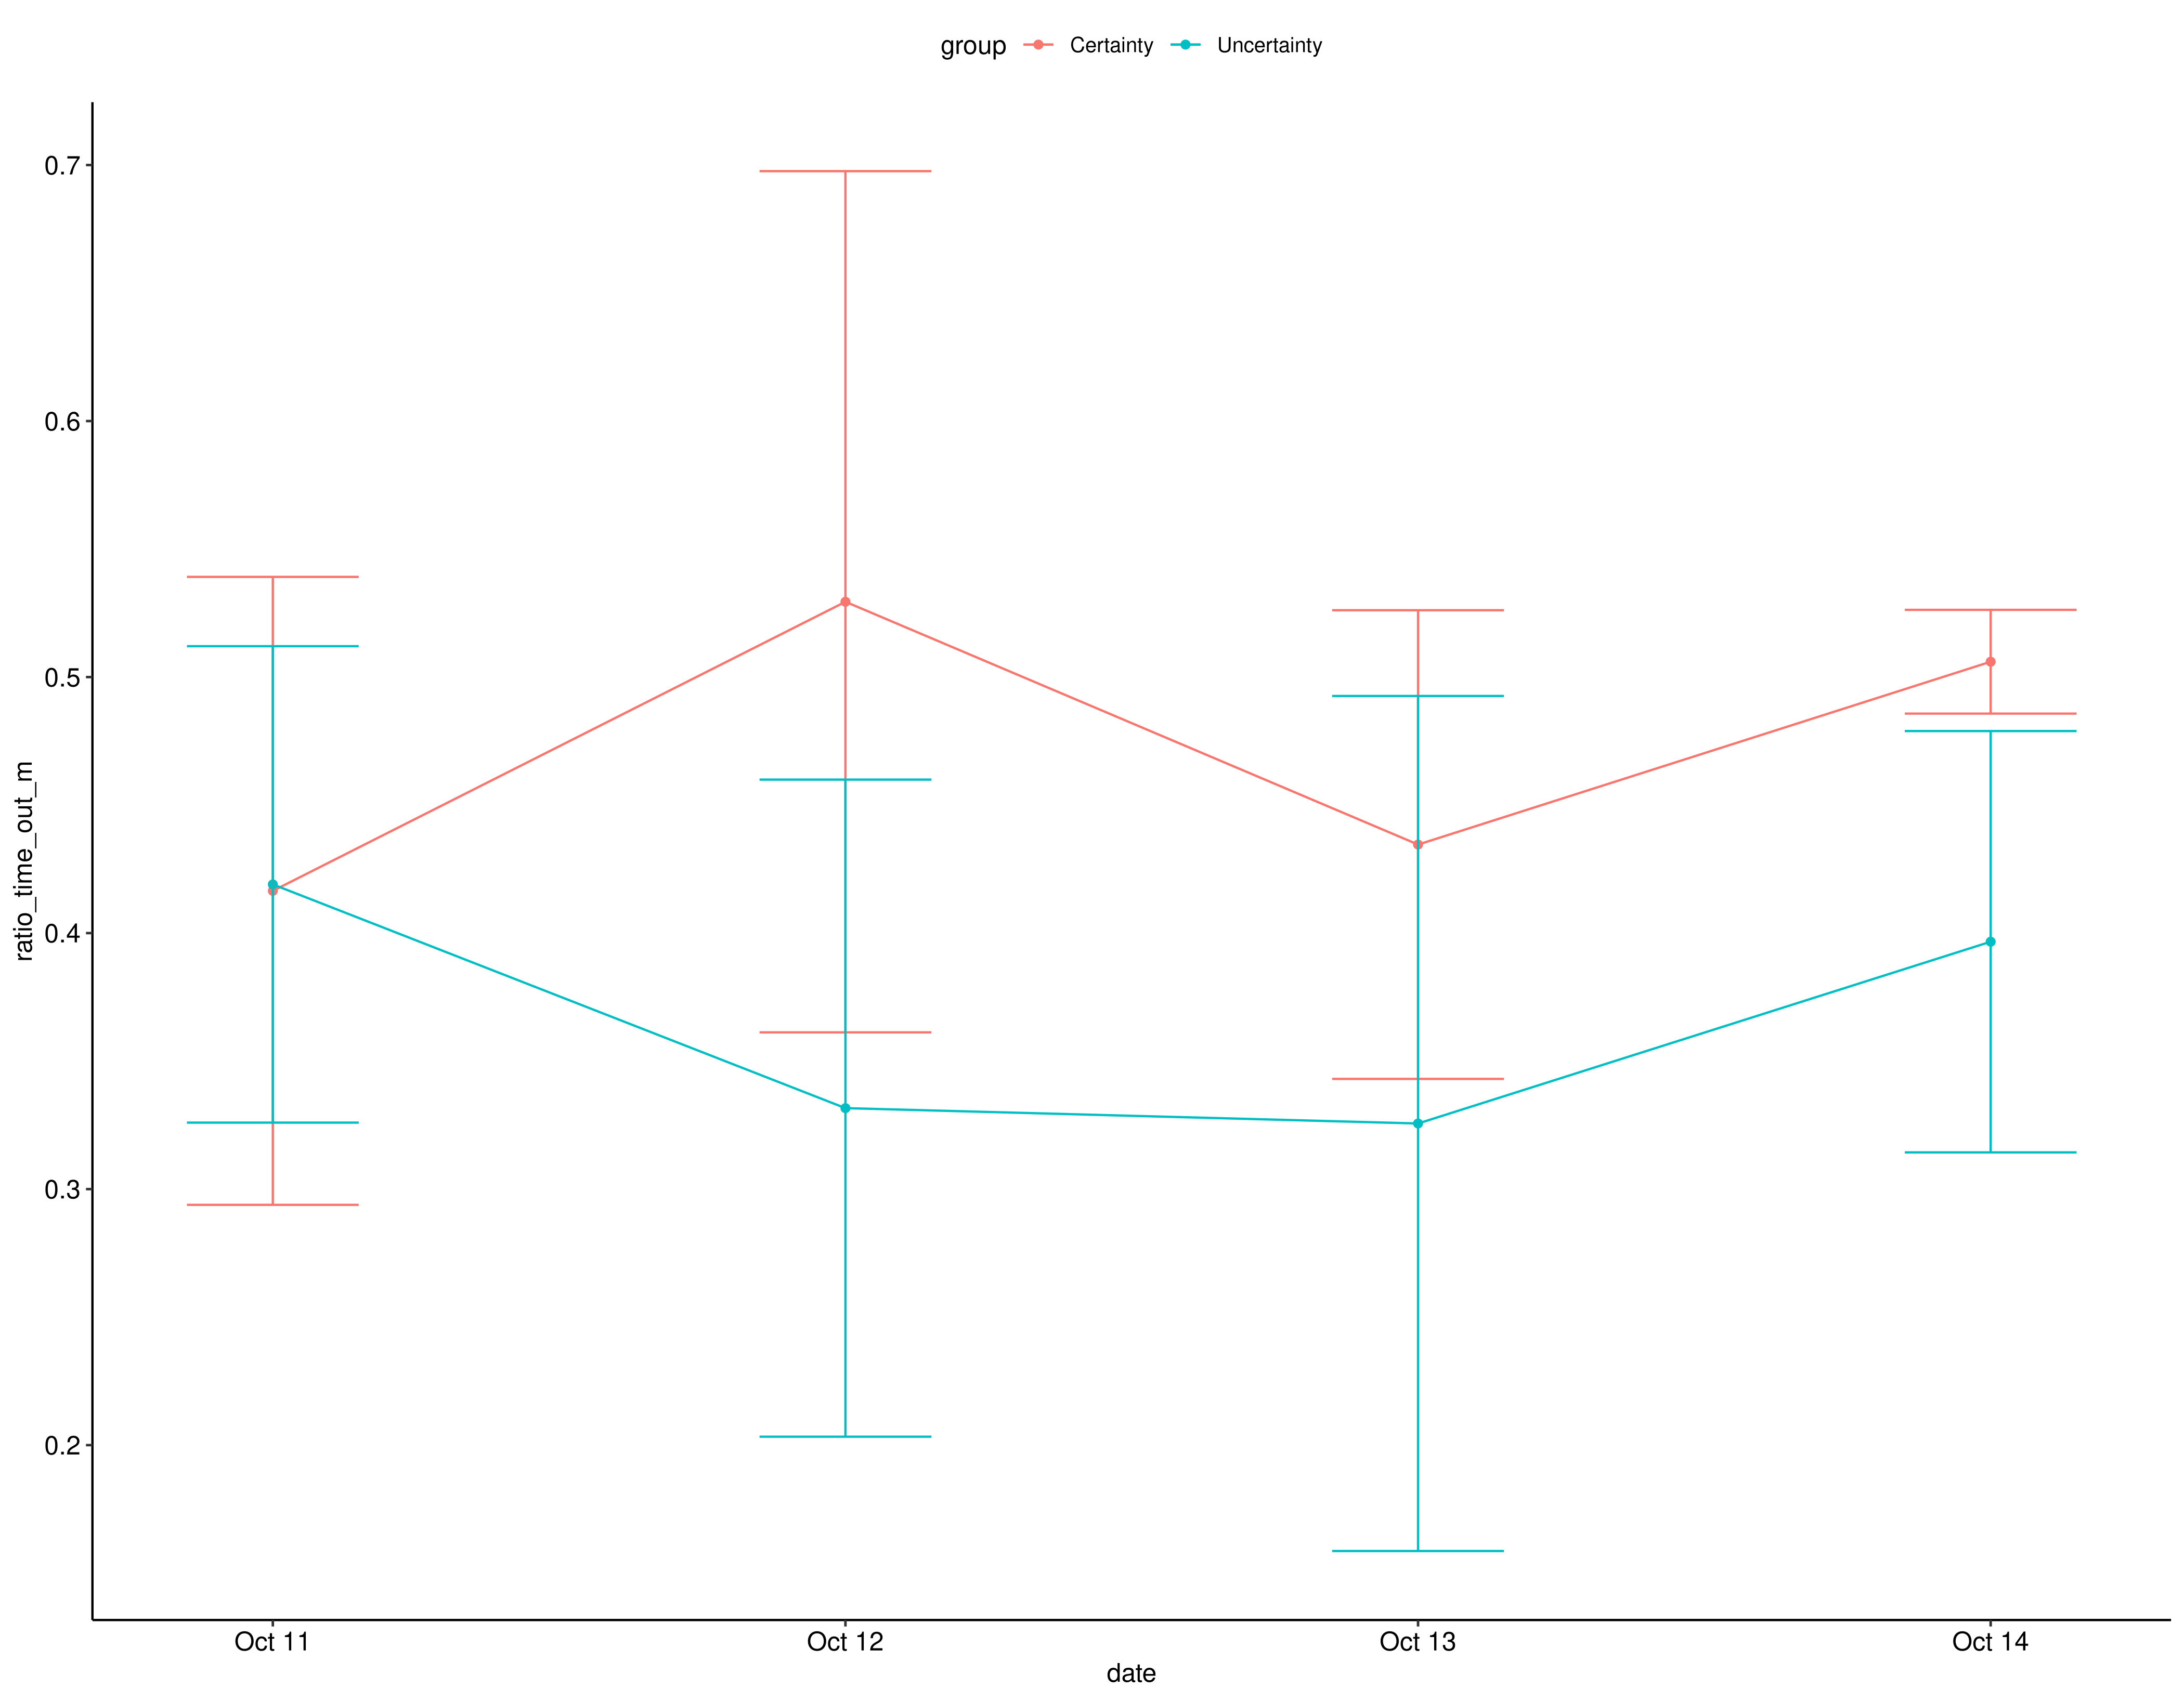 group Certainty Uncertainty
0.7
0.6
0.5
0.4
0.3
0.2
ratio_time_out_m
Oct 11 Oct 12 Oct 13 Oct 14
date